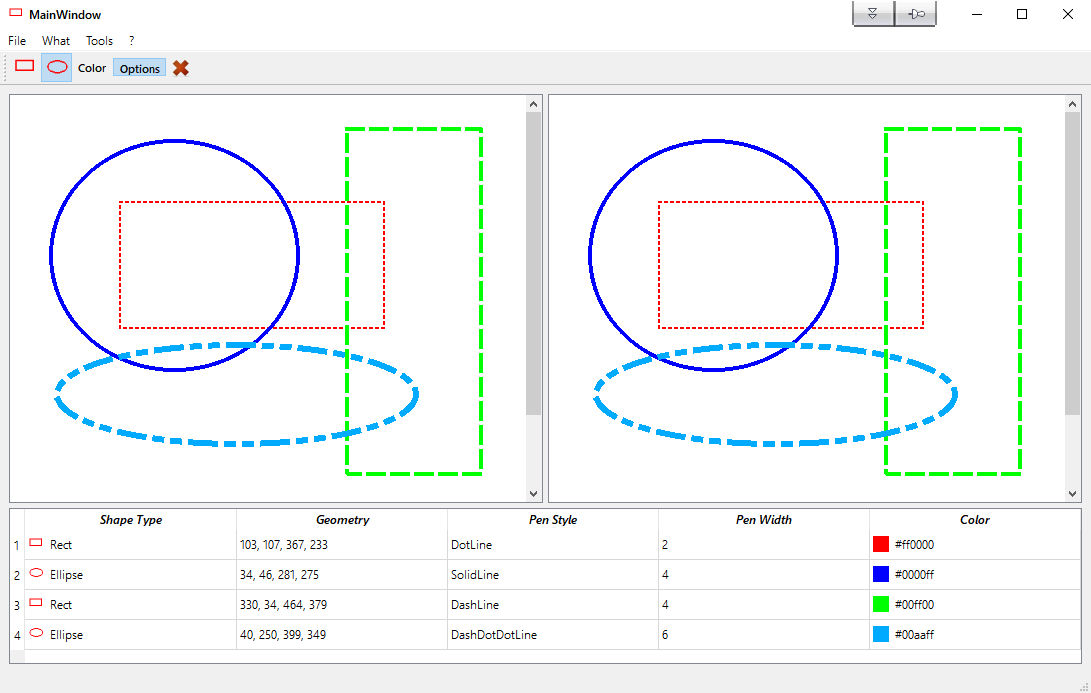 MainWindow
File What Tools ?
Color Options
Shape Type Geometry Pen Style Pen Width Color
1 Rect 103, 107, 367, 233 DotLine 2 #ff0000
2 Ellipse 34, 46, 281, 275 SolidLine 4 #0000ff
3 Rect 330, 34, 464, 379 DashLine 4 #00ff00
4 Ellipse 40, 250, 399, 349 DashDotDotLine 6 #00aaff